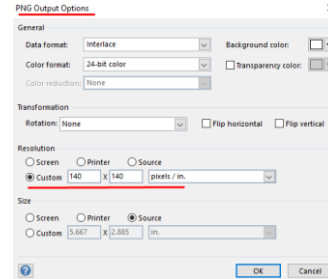 PNG Output Options
General
Data format: Interlace Background color:
Color format: 24-bit color Transparency color:
Color reduction: None
Transformation
Rotation: None Flip horizontal Flip vertical
Resolution
Screen Printer Source
Custom 140 X 140 pixels / in.
Size
Screen Printer Source
Custom 5.667 X 2.885 in.
? OK Cancel